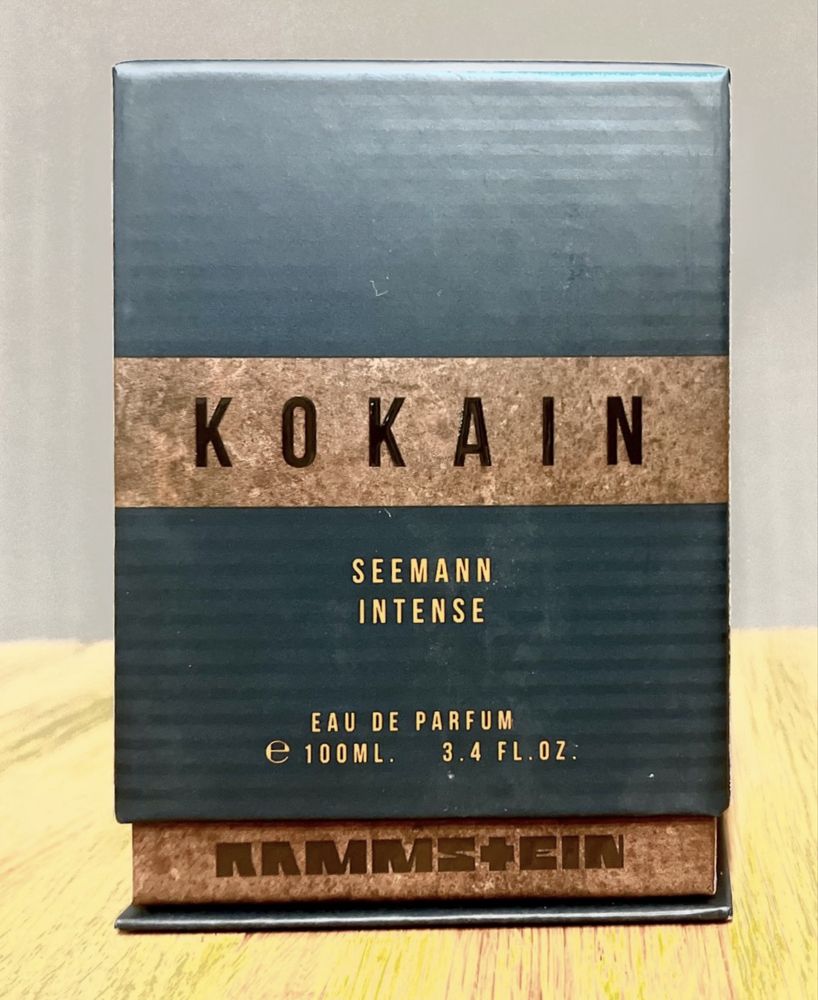 KOKAIN
SEEMANN
INTENSE
EAU DE PARFUM
℮ 100ML. 3.4 FL.OZ.
RAMMSTEIN